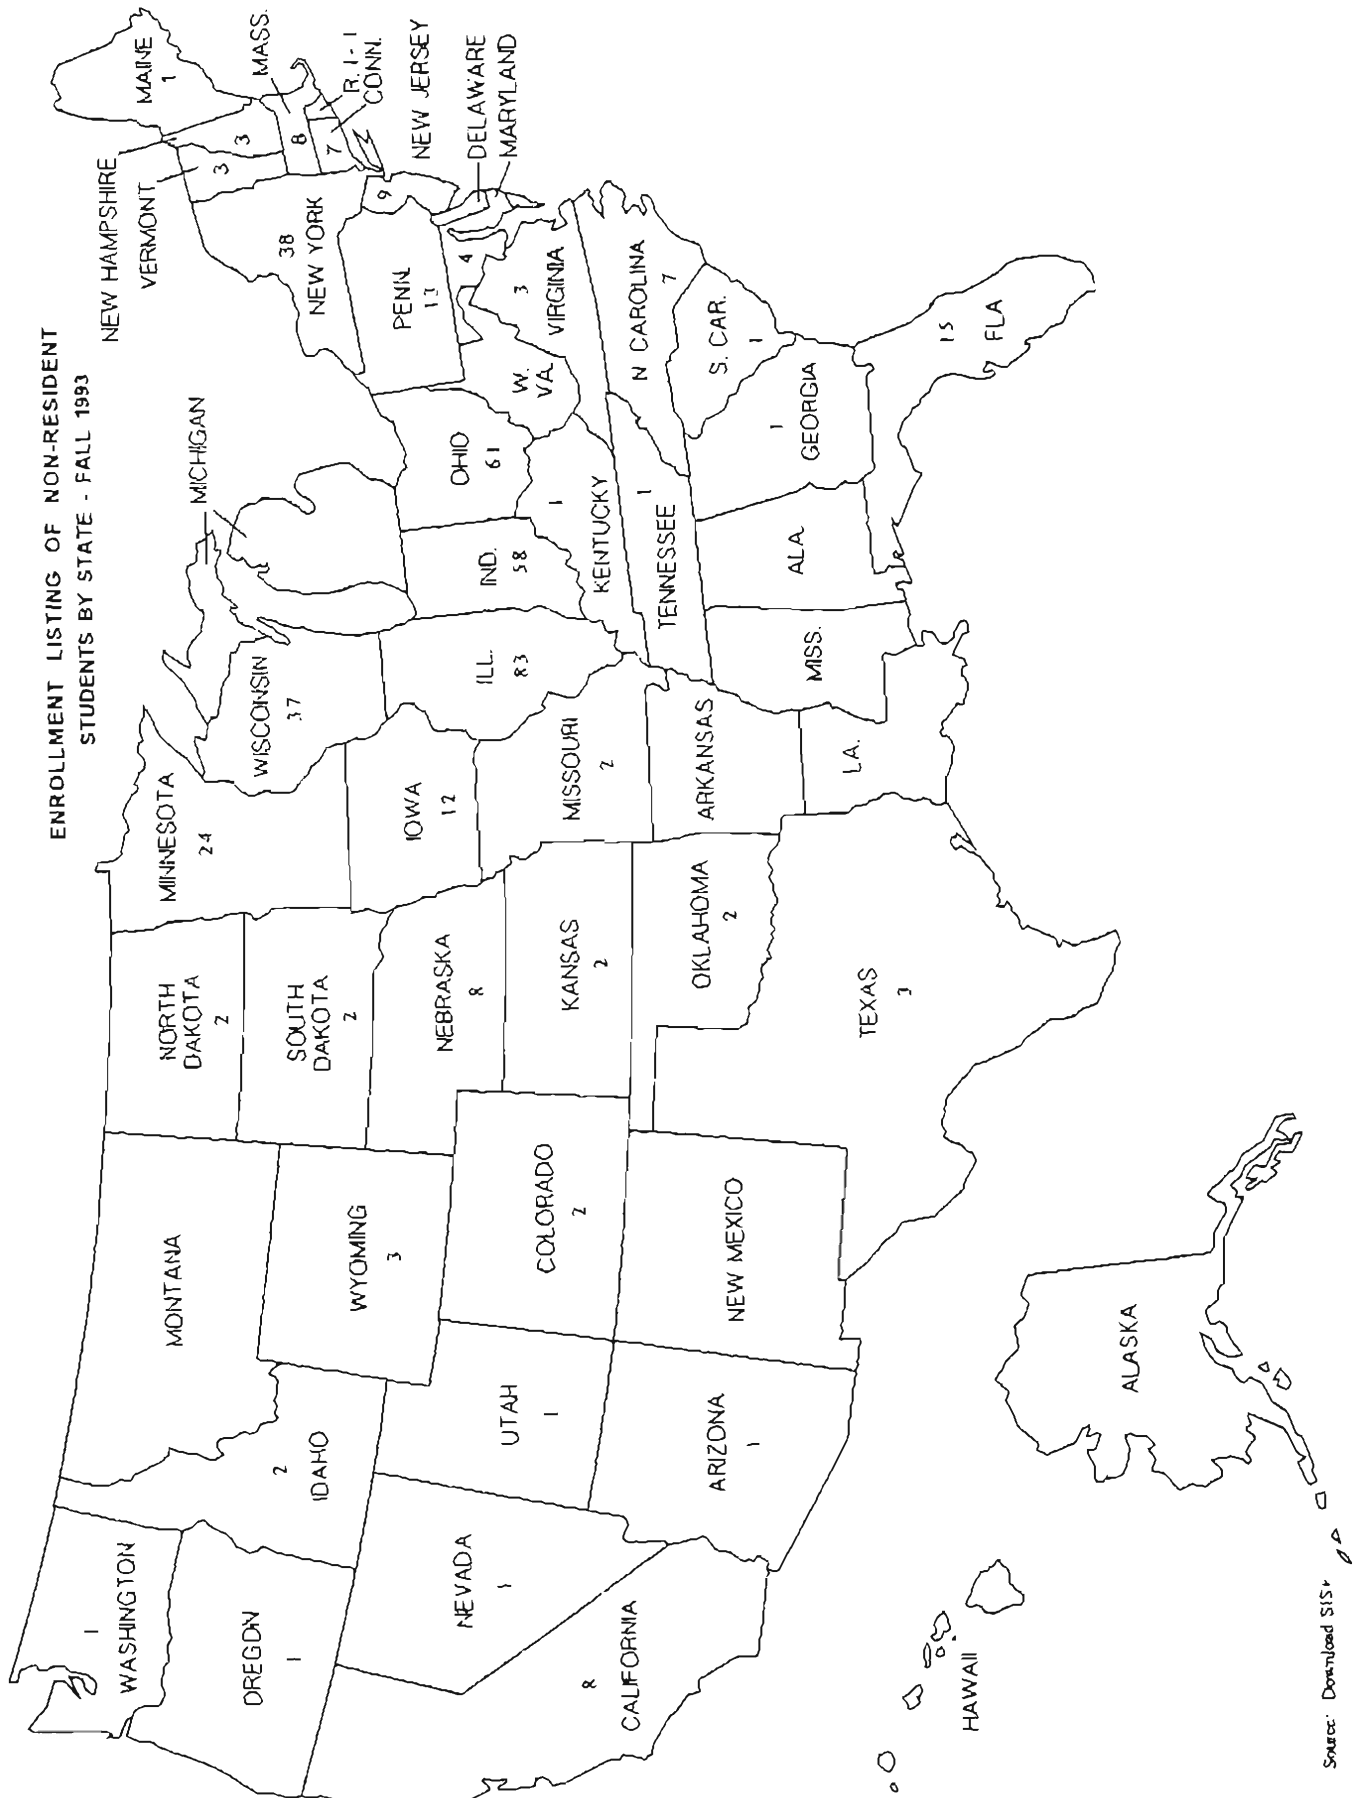 ENROLLMENT LISTING OF NON-RESIDENT
STUDENTS BY STATE - FALL 1993
WASHINGTON
1
OREGON
1
CALIFORNIA
8
NEVADA
1
IDAHO
2
MONTANA
WYOMING
3
UTAH
1
ARIZONA
1
COLORADO
2
NEW MEXICO
NORTH
DAKOTA
2
SOUTH
DAKOTA
2
NEBRASKA
8
KANSAS
2
OKLAHOMA
2
TEXAS
3
MINNESOTA
24
IOWA
12
MISSOURI
2
ARKANSAS
LA.
WISCONSIN
37
ILL.
83
MICHIGAN
IND.
58
OHIO
61
KENTUCKY
1
TENNESSEE
1
MISS.
ALA.
GEORGIA
1
FLA
15
S. CAR.
1
N CAROLINA
7
VIRGINIA
3
W.
VA.
4
PENN.
13
NEW YORK
38
NEW HAMPSHIRE
VERMONT
3
3
MAINE
1
MASS.
8
R.I - 1
CONN.
7
NEW JERSEY
9
DELAWARE
MARYLAND
ALASKA
HAWAII
Source: Download SIS+